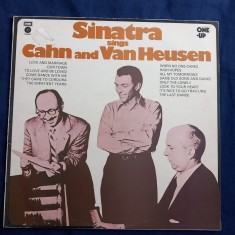 EMI
ONE-UP
Sinatra
sings
Cahn and Van Heusen
LOVE AND MARRIAGE
OUR TOWN
TO LOVE AND BE LOVED
COME DANCE WITH ME
THEY CAME TO CORDURA
THE IMPATIENT YEARS
WHEN NO ONE CARES
HIGH HOPES
ALL MY TOMORROWS
SAME OLD SONG AND DANCE
ONLY THE LONELY
LOOK TO YOUR HEART
IT'S NICE TO GO TRAV'LING
THE LAST DANCE